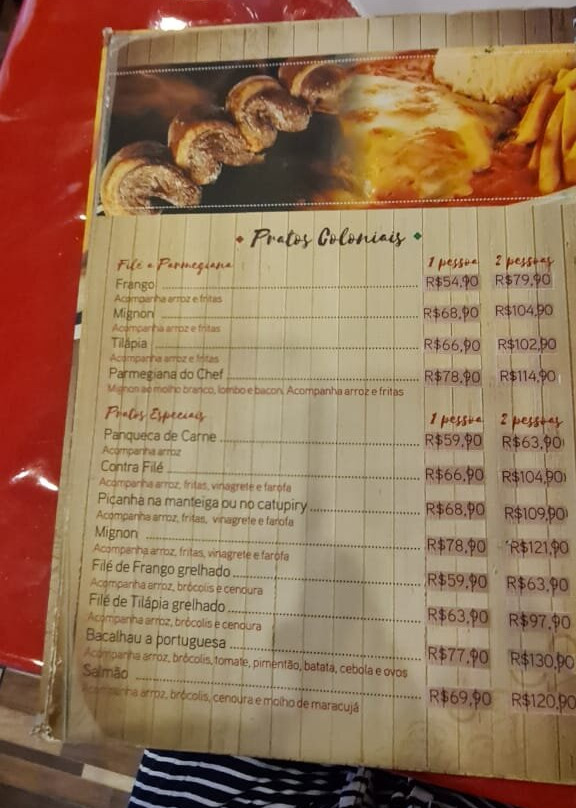 Pratos Coloniais
Filé a Parmegiana 1 pessoa 2 pessoas
Frango R$54,90 R$79,90
Acompanha arroz e fritas
Mignon R$68,90 R$104,90
Acompanha arroz e fritas
Tilápia R$66,90 R$102,90
Acompanha arroz e fritas
Parmegiana do Chef R$78,90 R$114,90
Mignon ao molho branco, lombo e bacon. Acompanha arroz e fritas
Pratos Especiais 1 pessoa 2 pessoas
Panqueca de Carne R$59,90 R$63,90
Acompanha arroz
Contra Filé R$66,90 R$104,90
Acompanha arroz, fritas, vinagrete e farofa
Piçanha na manteiga ou no catupiry R$68,90 R$109,90
Acompanha arroz, fritas, vinagrete e farofa
Mignon R$78,90 R$121,90
Acompanha arroz, fritas, vinagrete e farofa
Filé de Frango grelhado R$59,90 R$63,90
Acompanha arroz, brócolis e cenoura
Filé de Tilápia grelhado R$63,90 R$97,90
Acompanha arroz, brócolis e cenoura
Bacalhau a portuguesa R$77,90 R$130,90
Acompanha arroz, brócolis, tomate, pimentão, batata, cebola e ovos
Salmão R$69,90 R$120,90
Acompanha arroz, brócolis, cenoura e molho de maracujá